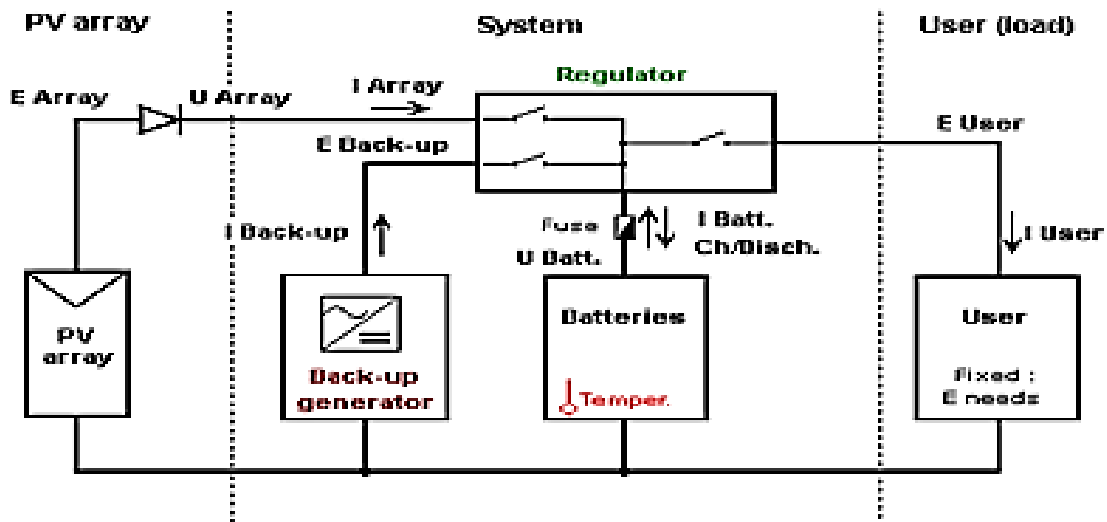 PV array
System
User (load)
Regulator
E Array
U Array
I Array
E Back-up
E User
I Back-up
Fuse
U Batt.
I Batt.
Ch/Disch.
I User
PV
array
Back-up
generator
Batteries
Temper.
User
Fixed :
E needs